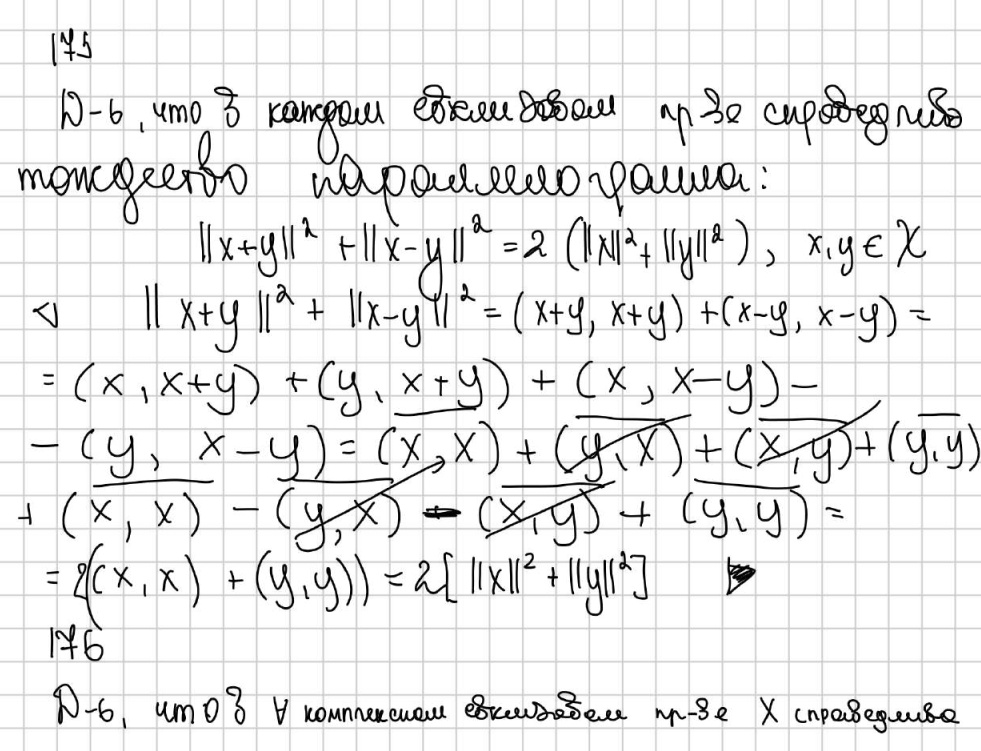 175
Д-ь, что в каждом евклидовом пр-ве справедливо
тождество параллелограмма:
||x+y||² + ||x-y||² = 2 (||x||² + ||y||²), x,y ∈ X
◁ ||x+y||² + ||x-y||² = (x+y, x+y) + (x-y, x-y) =
= (x, x+y) + (y, x+y) + (x, x-y) -
- (y, x-y) = (x,x) + (y,x) + (x,y) + (y,y)
+ (x,x) - (y,x) - (x,y) + (y,y) =
= 2((x,x) + (y,y)) = 2[||x||² + ||y||²] ▶
176
Д-ь, что в ∀ комплексном евклидовом пр-ве X справедливо